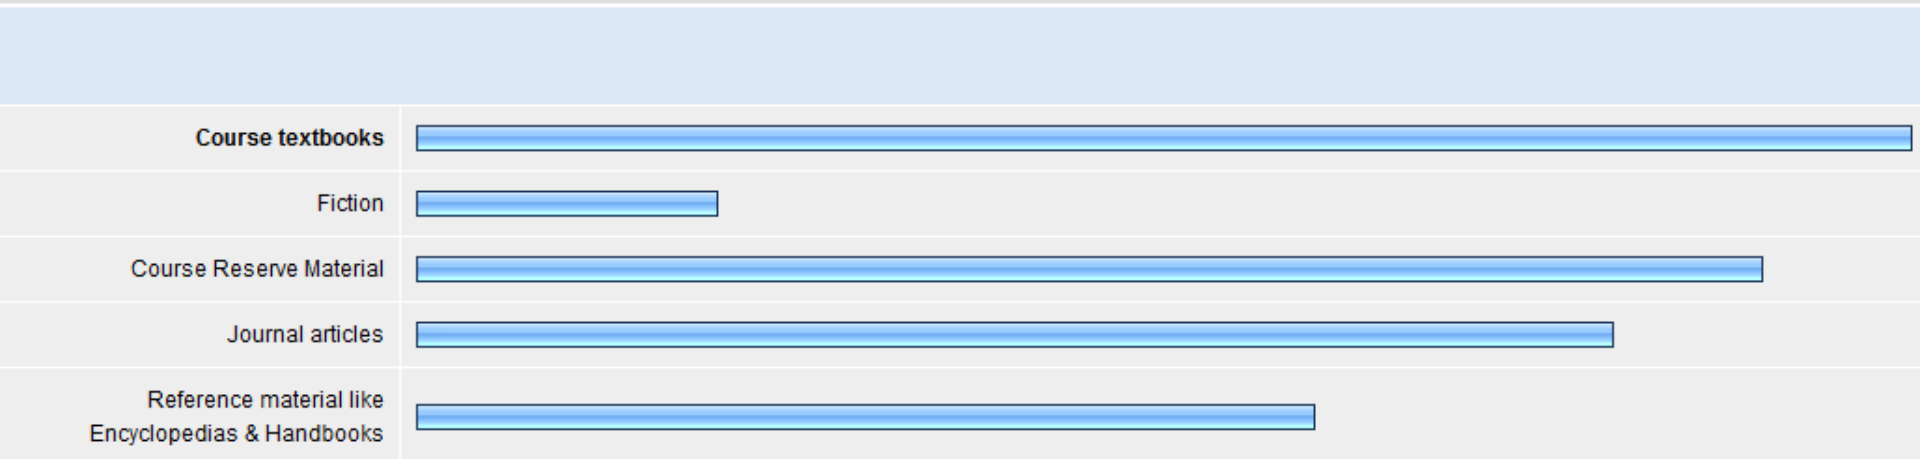 Course textbooks
Fiction
Course Reserve Material
Journal articles
Reference material like
Encyclopedias & Handbooks